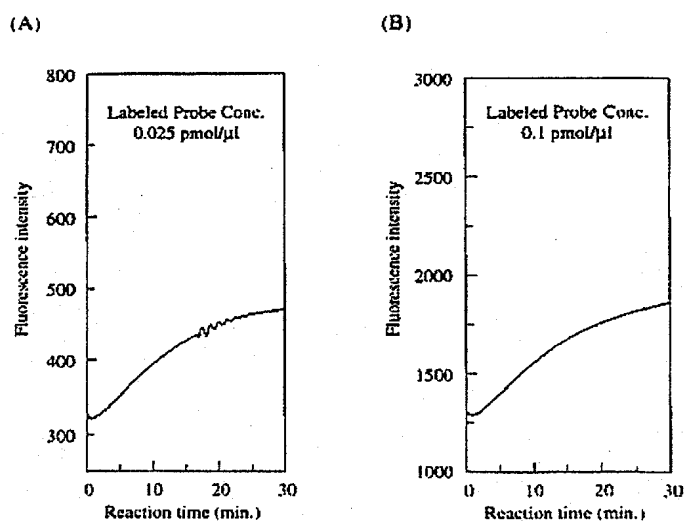 (A)
800
700
600
500
400
300
Fluorescence intensity
Labeled Probe Conc.
0.025 pmol/µl
0
10
20
30
Reaction time (min.)
(B)
3000
2500
2000
1500
1000
Fluorescence intensity
Labeled Probe Conc.
0.1 pmol/µl
0
10
20
30
Reaction time (min.)